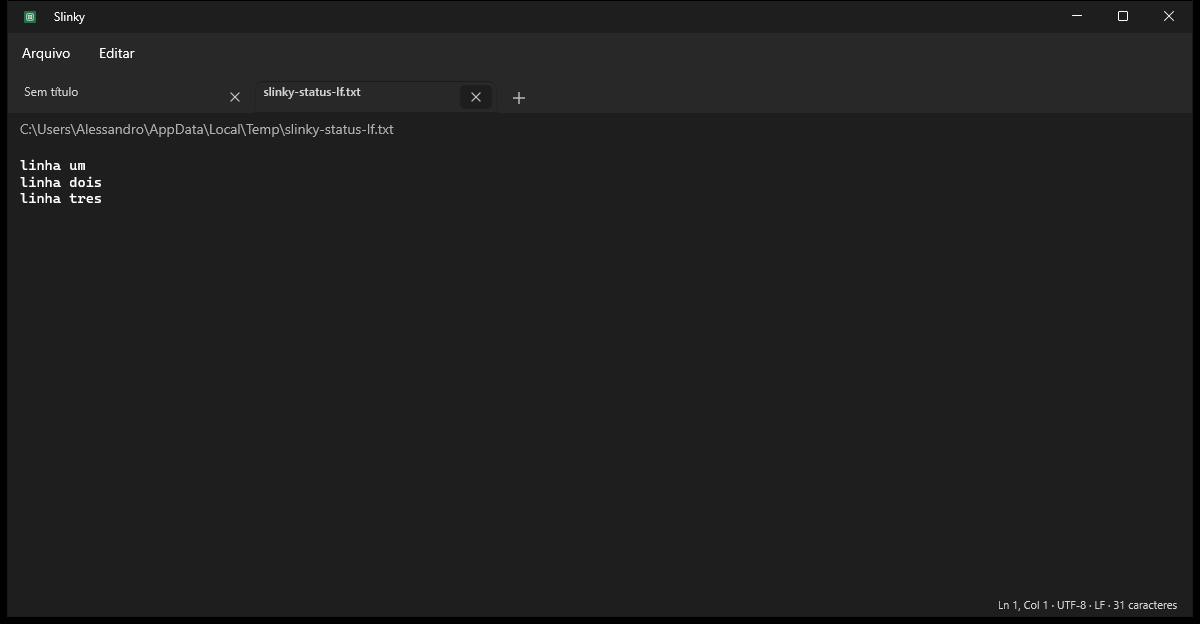 Slinky
Arquivo Editar
Sem título slinky-status-lf.txt
C:\Users\Alessandro\AppData\Local\Temp\slinky-status-lf.txt
linha um
linha dois
linha tres
Ln 1, Col 1 · UTF-8 · LF · 31 caracteres